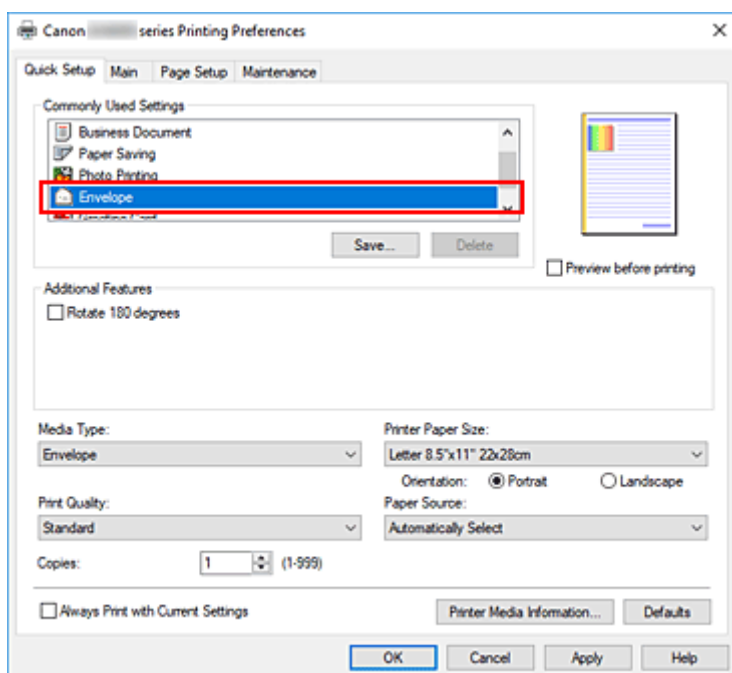 Canon series Printing Preferences
Quick Setup Main Page Setup Maintenance
Commonly Used Settings
Business Document
Paper Saving
Photo Printing
Envelope
Greeting Card
Save... Delete
Preview before printing
Additional Features
Rotate 180 degrees
Media Type: Printer Paper Size:
Envelope Letter 8.5"x11" 22x28cm
Orientation: Portrait Landscape
Print Quality: Paper Source:
Standard Automatically Select
Copies: 1 (1-999)
Always Print with Current Settings Printer Media Information... Defaults
OK Cancel Apply Help